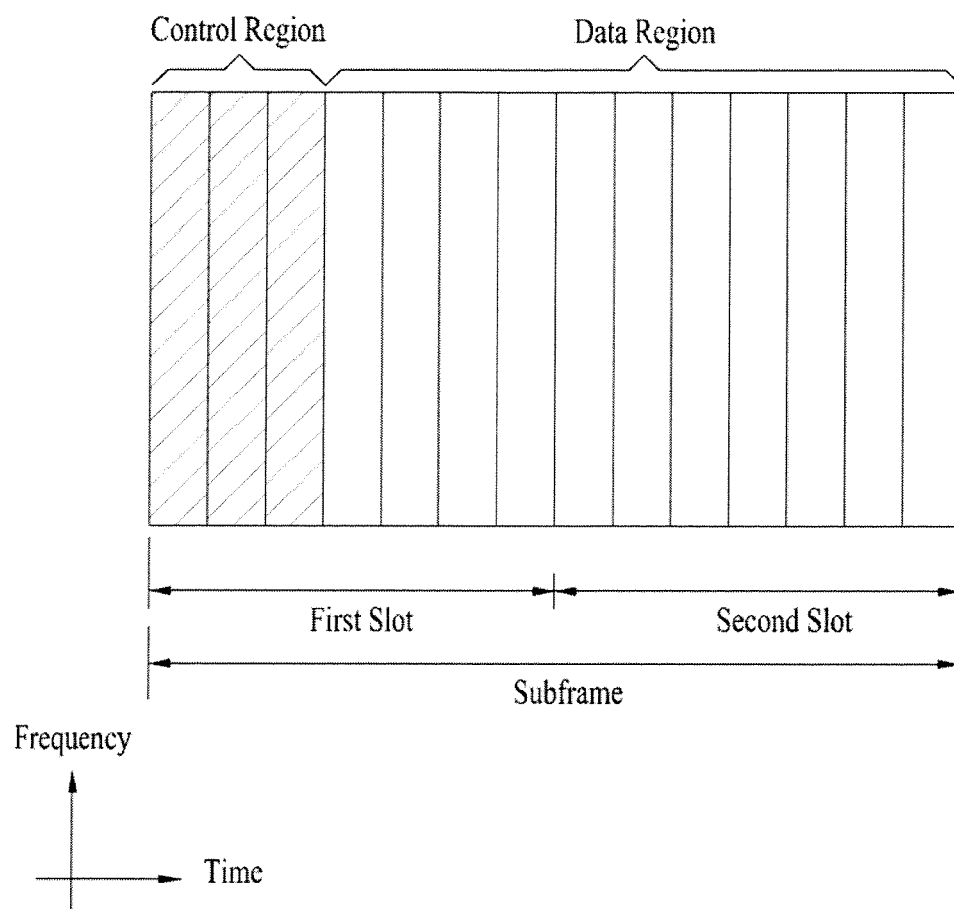 Control Region
Data Region
First Slot
Second Slot
Subframe
Frequency
Time